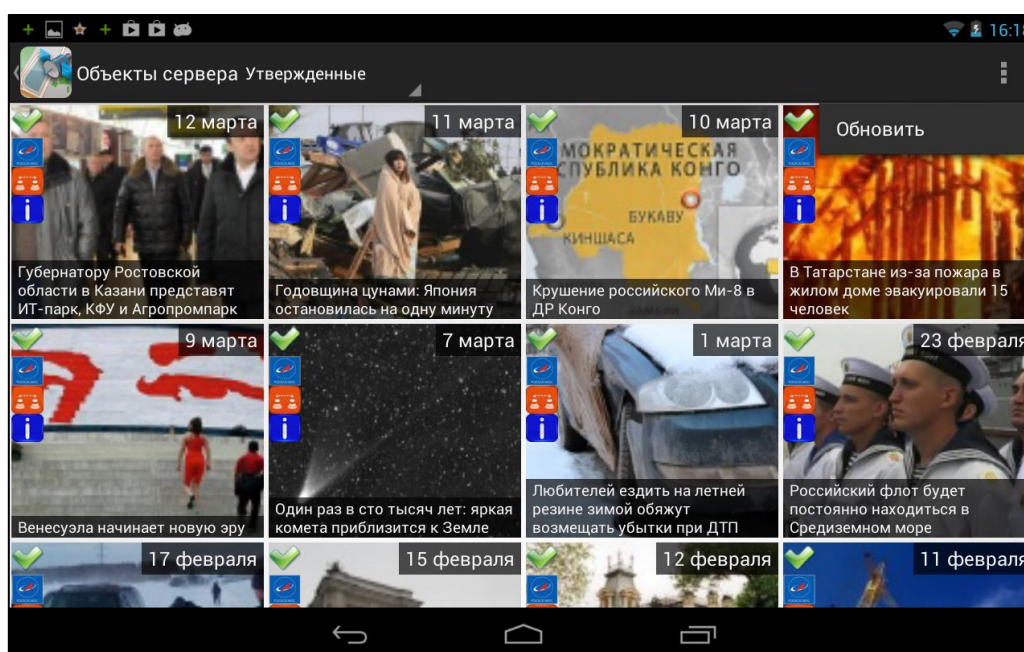 16:18
Объекты сервера Утвержденные
Обновить
12 марта
Губернатору Ростовской
области в Казани представят
ИТ-парк, КФУ и Агропромпарк
11 марта
Годовщина цунами: Япония
остановилась на одну минуту
10 марта
МОКРАТИЧЕСКАЯ
СПУБЛИКА КОНГО
БУКАВУ
КИНШАСА
Крушение российского Ми-8 в
ДР Конго
В Татарстане из-за пожара в
жилом доме эвакуировали 15
человек
9 марта
Венесуэла начинает новую эру
7 марта
Один раз в сто тысяч лет: яркая
комета приблизится к Земле
1 марта
Любителей ездить на летней
резине зимой обяжут
возмещать убытки при ДТП
23 февраля
Российский флот будет
постоянно находиться в
Средиземном море
17 февраля
15 февраля
12 февраля
11 февраля